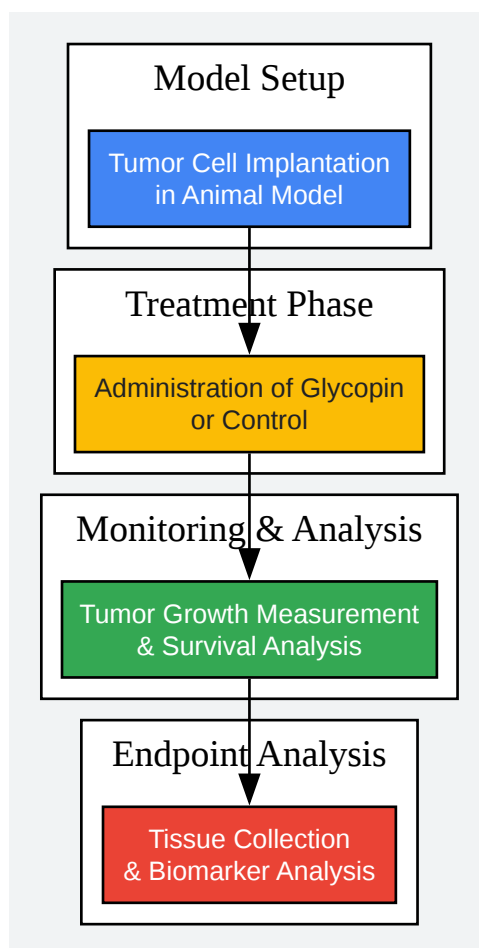 Model Setup
Tumor Cell Implantation
in Animal Model
Treatment Phase
Administration of Glycopin
or Control
Monitoring & Analysis
Tumor Growth Measurement
& Survival Analysis
Endpoint Analysis
Tissue Collection
& Biomarker Analysis